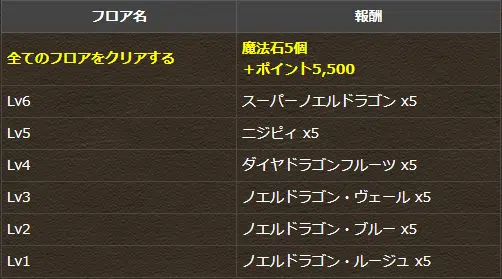 フロア名 報酬
全てのフロアをクリアする 魔法石5個
＋ポイント5,500
Lv6 スーパーノエルドラゴン x5
Lv5 ニジピィ x5
Lv4 ダイヤドラゴンフルーツ x5
Lv3 ノエルドラゴン・ヴェール x5
Lv2 ノエルドラゴン・ブルー x5
Lv1 ノエルドラゴン・ルージュ x5